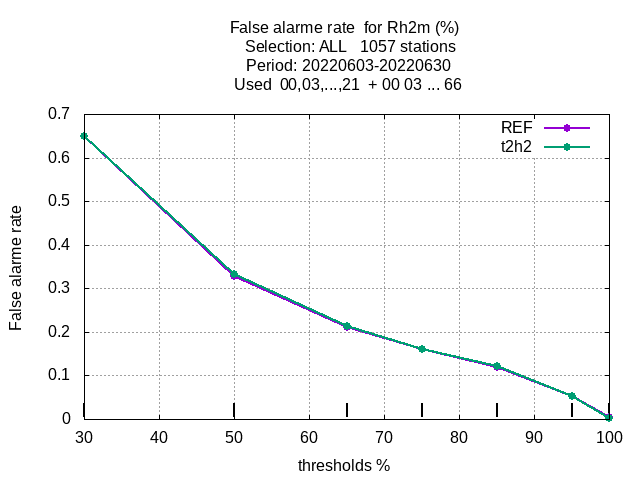 False alarme rate  for Rh2m (%)
Selection: ALL   1057 stations
Period: 20220603-20220630
Used  00,03,...,21  + 00 03 ... 66
REF
t2h2
0.7
0.6
0.5
0.4
0.3
0.2
0.1
0
False alarme rate
30 40 50 60 70 80 90 100
thresholds %